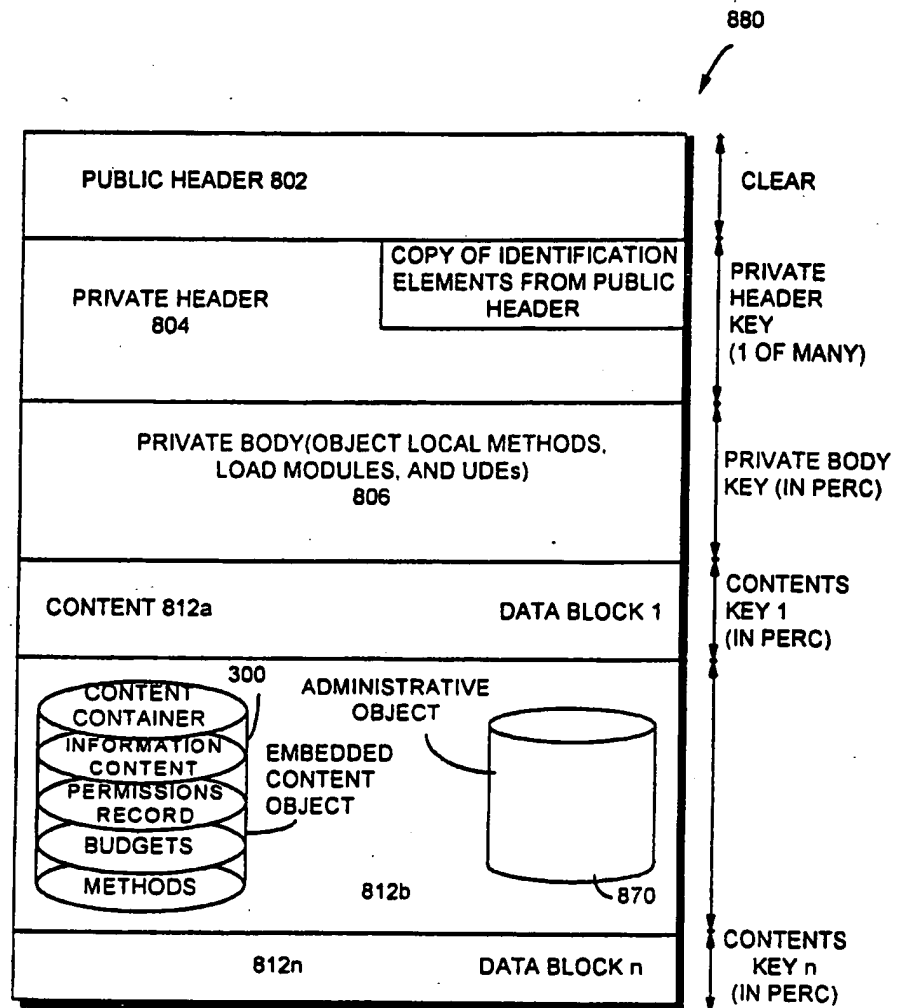 880
PUBLIC HEADER 802
CLEAR
COPY OF IDENTIFICATION
ELEMENTS FROM PUBLIC
HEADER
PRIVATE HEADER
804
PRIVATE
HEADER
KEY
(1 OF MANY)
PRIVATE BODY(OBJECT LOCAL METHODS,
LOAD MODULES, AND UDEs)
806
PRIVATE BODY
KEY (IN PERC)
CONTENT 812a
DATA BLOCK 1
CONTENTS
KEY 1
(IN PERC)
300
CONTENT
CONTAINER
INFORMATION
CONTENT
PERMISSIONS
RECORD
BUDGETS
METHODS
EMBEDDED
CONTENT
OBJECT
ADMINISTRATIVE
OBJECT
812b
870
812n
DATA BLOCK n
CONTENTS
KEY n
(IN PERC)